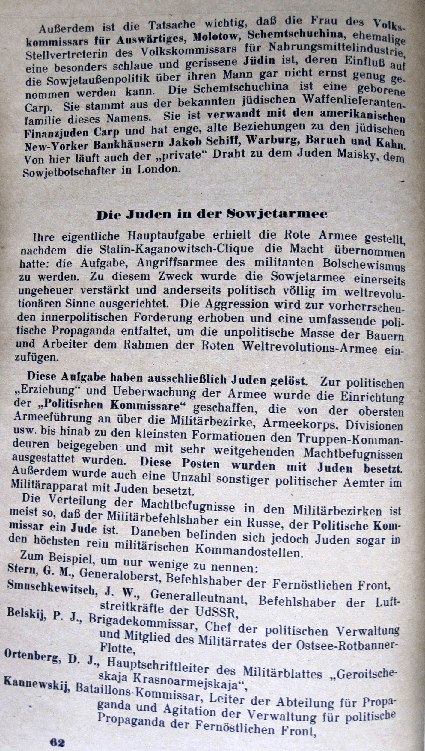 Außerdem ist die Tatsache wichtig, daß die Frau des Volks-
kommissars für Auswärtiges, Molotow, Schemtschuchina, ehemalige
Stellvertreterin des Volkskommissars für Nahrungsmittelindustrie,
eine besonders schlaue und gerissene Jüdin ist, deren Einfluß auf
die Sowjetaußenpolitik über ihren Mann gar nicht ernst genug ge-
nommen werden kann. Die Schemtschuchina ist eine geborene
Carp. Sie stammt aus der bekannten jüdischen Waffenlieferanten-
familie dieses Namens. Sie ist verwandt mit den amerikanischen
Finanzjuden Carp und hat enge, alte Beziehungen zu den jüdischen
New-Yorker Bankhäusern Jakob Schiff, Warburg, Baruch und Kahn.
Von hier läuft auch der „private“ Draht zu dem Juden Maisky, dem
Sowjetbotschafter in London.
Die Juden in der Sowjetarmee
Ihre eigentliche Hauptaufgabe erhielt die Rote Armee gestellt,
nachdem die Stalin-Kaganowitsch-Clique die Macht übernommen
hatte: die Aufgabe, Angriffsarmee des militanten Bolschewismus
zu werden. Zu diesem Zweck wurde die Sowjetarmee einerseits
ungeheuer verstärkt und anderseits politisch völlig im weltrevolu-
tionären Sinne ausgerichtet. Die Aggression wird zur vorherrschen-
den innerpolitischen Forderung erhoben und eine umfassende poli-
tische Propaganda entfaltet, um die unpolitische Masse der Bauern
und Arbeiter dem Rahmen der Roten Weltrevolutions-Armee ein-
zufügen.
Diese Aufgabe haben ausschließlich Juden gelöst. Zur politischen
„Erziehung“ und Ueberwachung der Armee wurde die Einrichtung
der „Politischen Kommissare“ geschaffen, die von der obersten
Armeeführung an über die Militärbezirke, Armeekorps, Divisionen
usw. bis hinab zu den kleinsten Formationen den Truppen-Komman-
deuren beigegeben und mit sehr weitgehenden Machtbefugnissen
ausgestattet wurden. Diese Posten wurden mit Juden besetzt.
Außerdem wurde auch eine Unzahl sonstiger politischer Aemter im
Militärapparat mit Juden besetzt.
Die Verteilung der Machtbefugnisse in den Militärbezirken ist
meist so, daß der Militärbefehlshaber ein Russe, der Politische Kom-
missar ein Jude ist. Daneben befinden sich jedoch Juden sogar in
den höchsten rein militärischen Kommandostellen.
Zum Beispiel, um nur wenige zu nennen:
Stern, G. M., Generaloberst, Befehlshaber der Fernöstlichen Front,
Smuschkewitsch, J. W., Generalleutnant, Befehlshaber der Luft-
streitkräfte der UdSSR,
Belskij, P. J., Brigadekommissar, Chef der politischen Verwaltung
und Mitglied des Militärrates der Ostsee-Rotbanner-
Flotte,
Ortenberg, D. J., Hauptschriftleiter des Militärblattes „Geroitsche-
skaja Krasnoarmejskaja“,
Kannewskij, Bataillons-Kommissar, Leiter der Abteilung für Propa-
ganda und Agitation der Verwaltung für politische
Propaganda der Fernöstlichen Front,
62